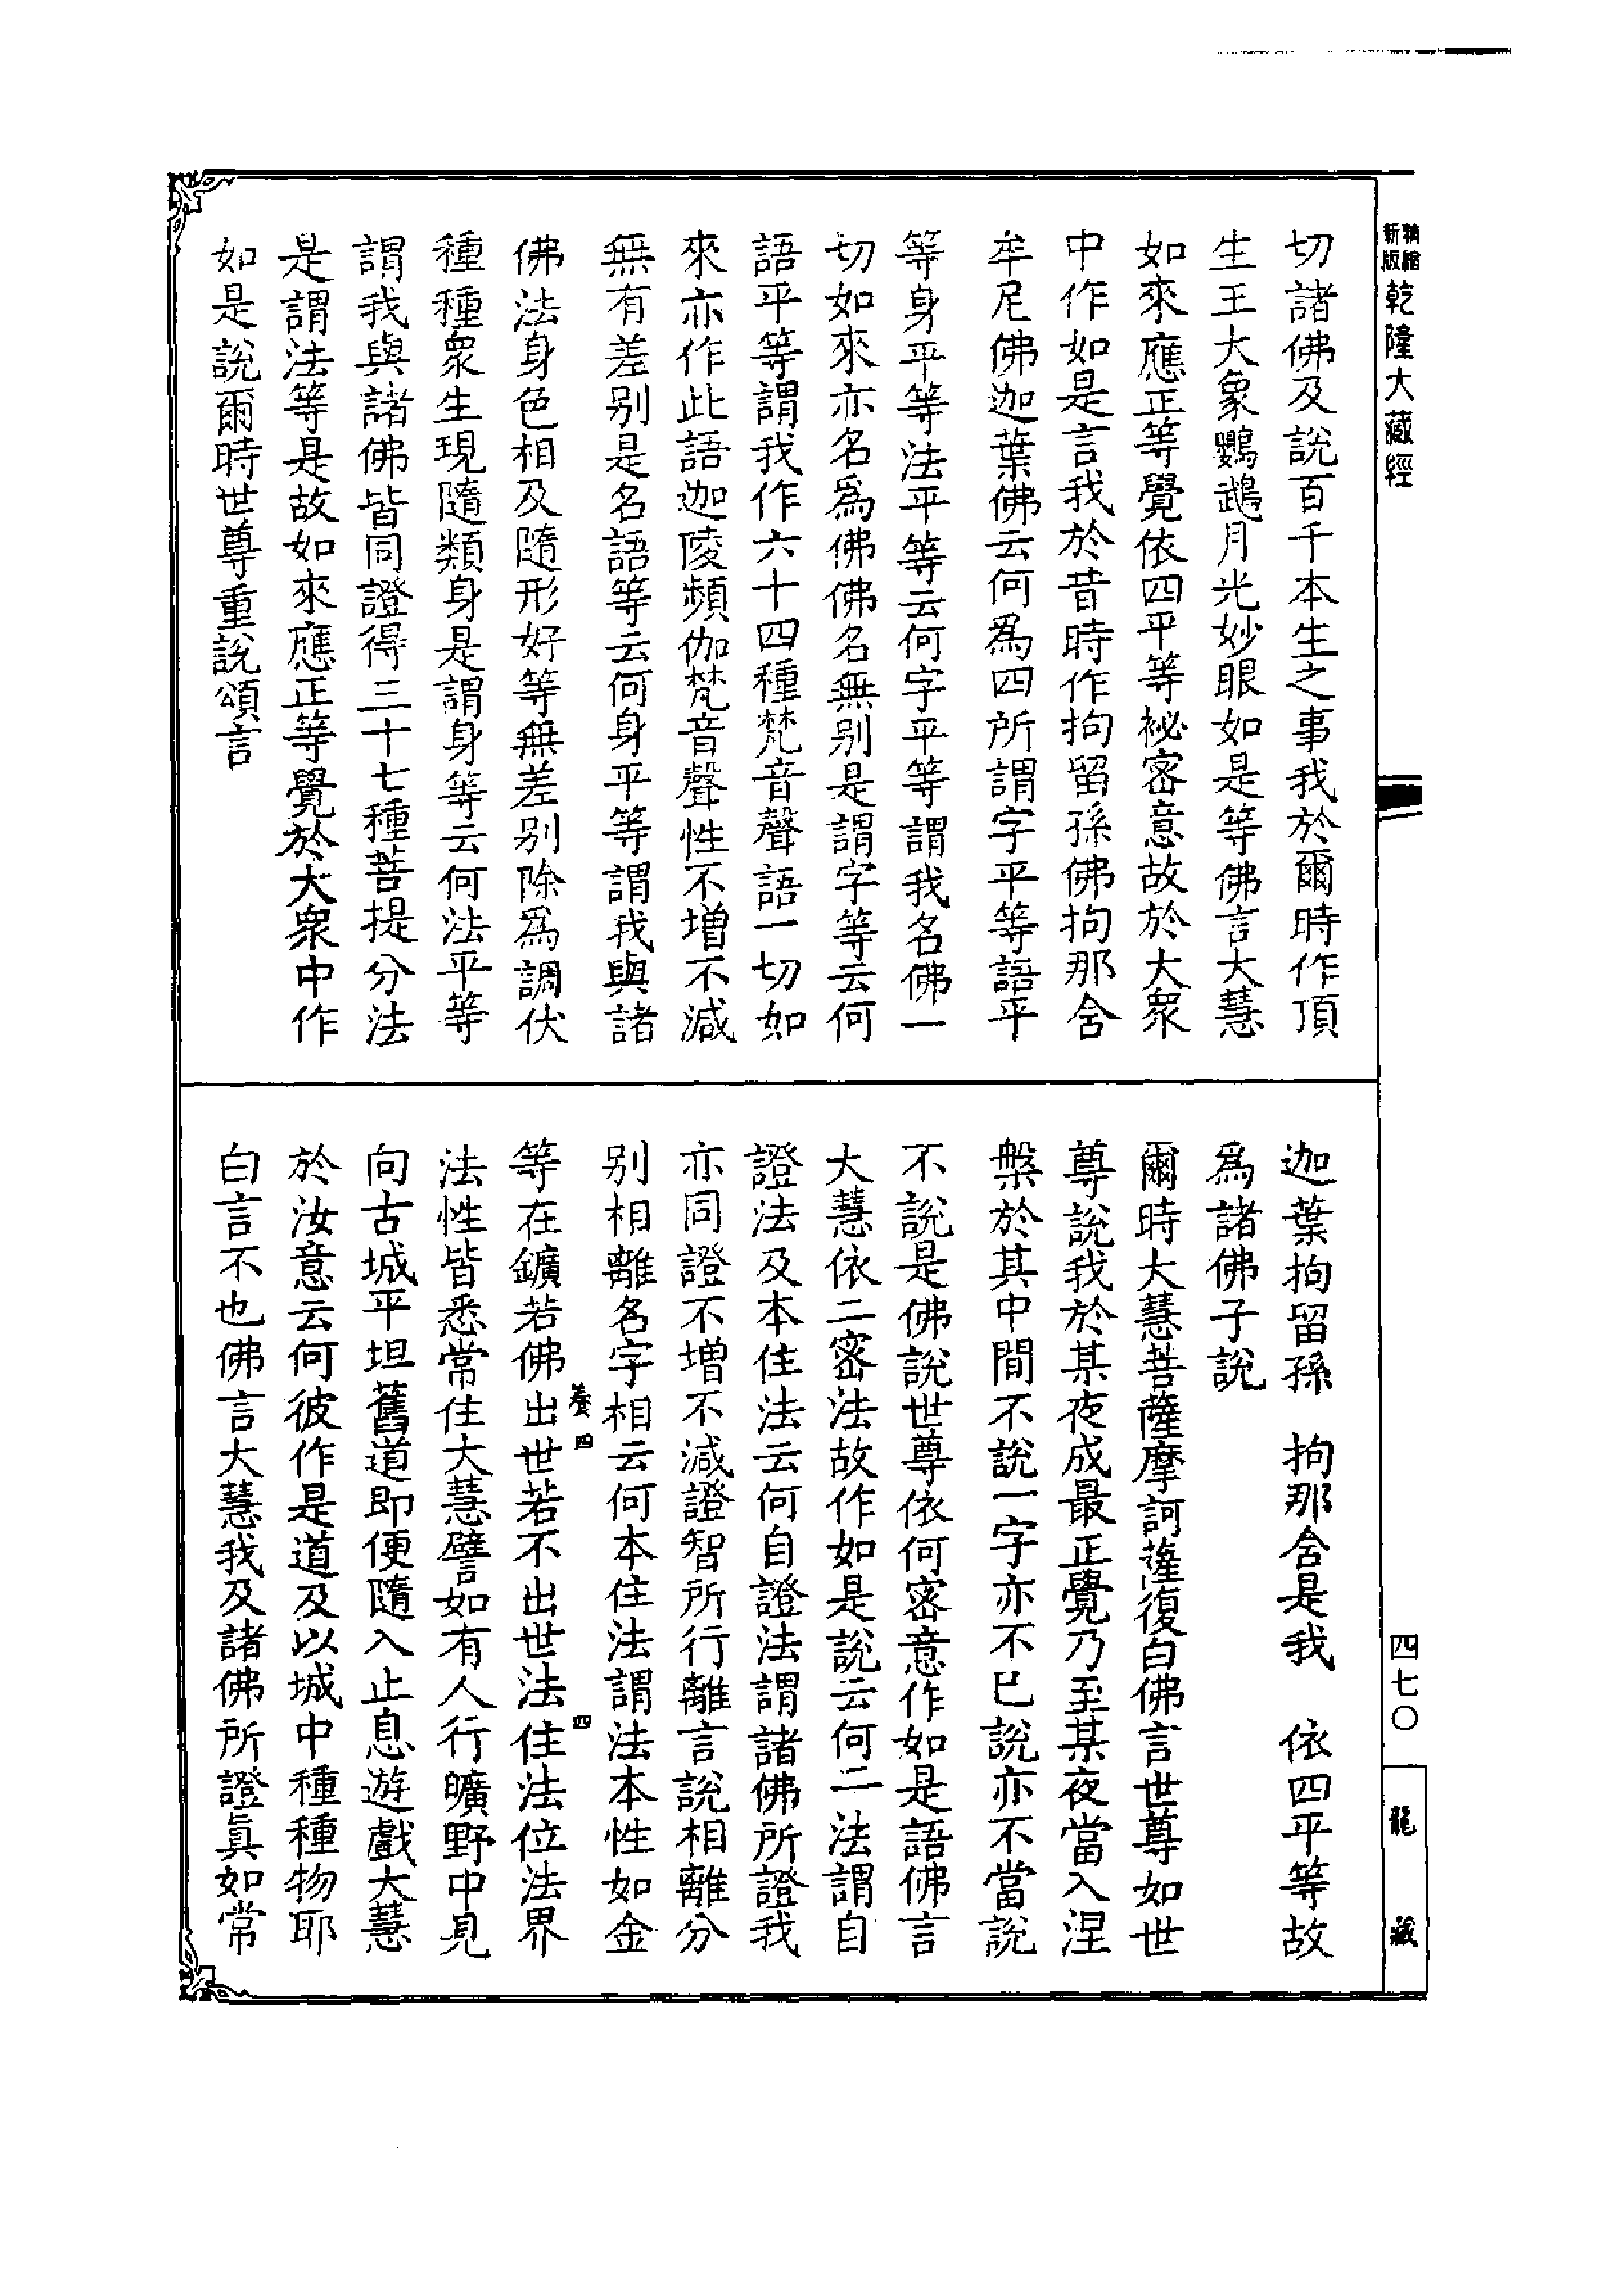 精縮
新版
乾隆大藏經
切諸佛及說百千本生之事我於爾時作頂
生王大象鸚鵡月光妙眼如是等佛言大慧
如來應正等覺依四平等祕密意故於大眾
中作如是言我於昔時作拘留孫佛拘那含
牟尼佛迦葉佛云何為四所謂字平等語平
等身平等法平等云何字平等謂我名佛一
切如來亦名為佛佛名無別是謂字等云何
語平等謂我作六十四種梵音聲語一切如
來亦作此語迦陵頻伽梵音聲性不增不減
無有差別是名語等云何身平等謂我與諸
佛法身色相及隨形好等無差別除為調伏
種種眾生現隨類身是謂身等云何法平等
謂我與諸佛皆同證得三十七種菩提分法
是謂法等是故如來應正等覺於大眾中作
如是說爾時世尊重說頌言
迦葉拘留孫　拘那含是我　依四平等故
為諸佛子說
爾時大慧菩薩摩訶薩復白佛言世尊如世
尊說我於某夜成最正覺乃至某夜當入涅
槃於其中間不說一字亦不已說亦不當說
不說是佛說世尊依何密意作如是語佛言
大慧依二密法故作如是說云何二法謂自
證法及本住法云何自證法謂諸佛所證我
亦同證不增不減證智所行離言說相離分
別相離名字相云何本住法謂法本性如金
養四
四
等在鑛若佛出世若不出世法住法位法界
法性皆悉常住大慧譬如有人行曠野中見
向古城平坦舊道即便隨入止息遊戲大慧
於汝意云何彼作是道及以城中種種物耶
白言不也佛言大慧我及諸佛所證真如常
四七〇
龍藏